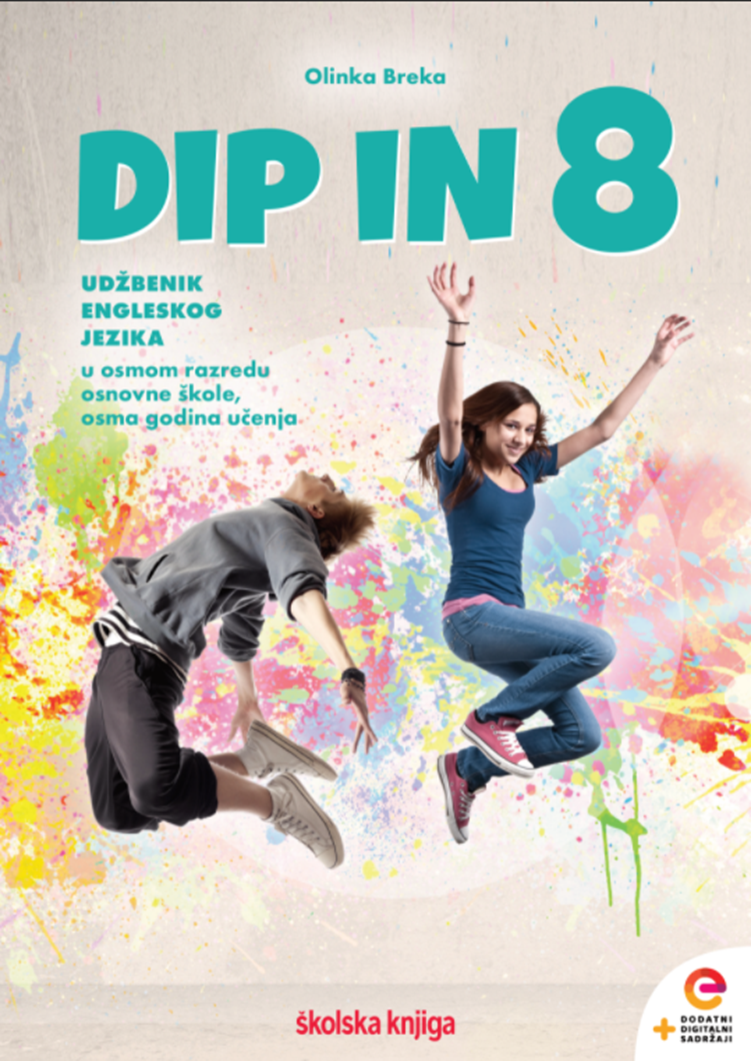 Olinka Breka
DIP IN 8
UDŽBENIK
ENGLESKOG
JEZIKA
u osmom razredu
osnovne škole,
osma godina učenja
školska knjiga
e
+ DODATNI
DIGITALNI
SADRŽAJI